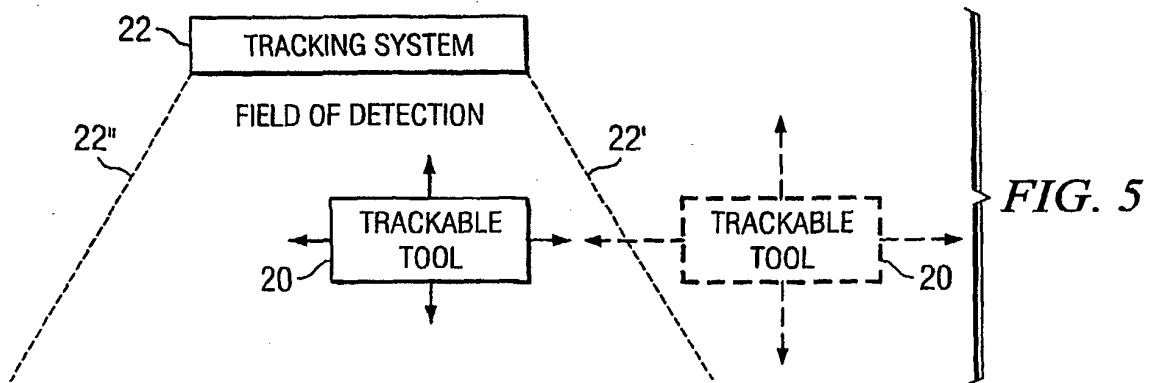 22
TRACKING SYSTEM
FIELD OF DETECTION
22"
22'
TRACKABLE
TOOL
20
TRACKABLE
TOOL
20
FIG. 5